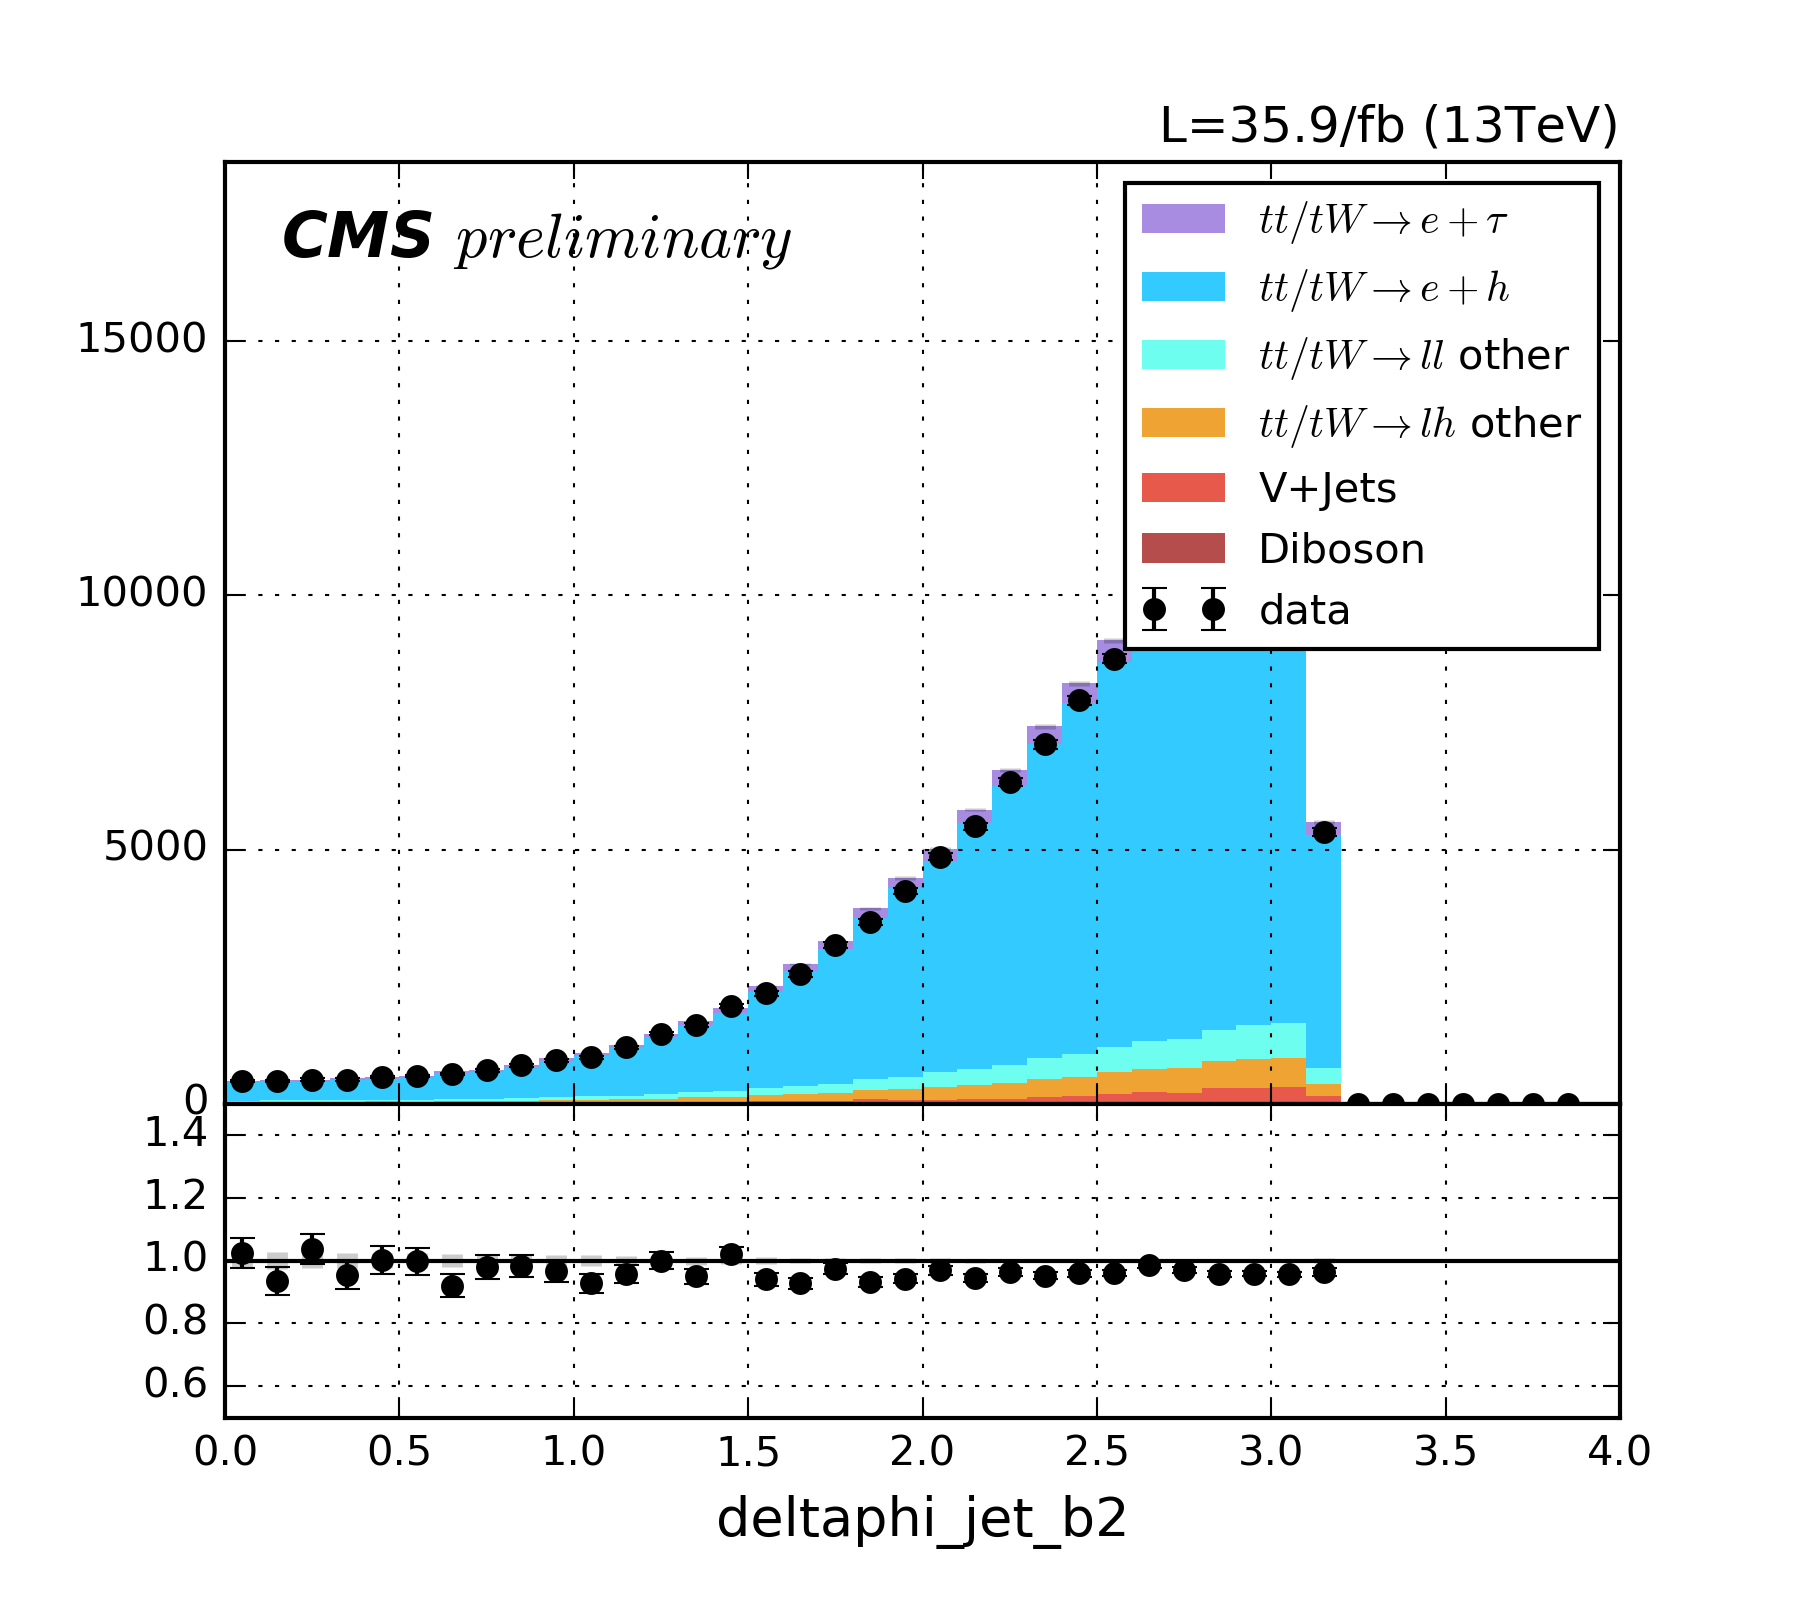 L=35.9/fb (13TeV)
CMS preliminary
tt/tW→e+τ
tt/tW→e+h
tt/tW→ll other
tt/tW→lh other
V+Jets
Diboson
data
15000
10000
5000
0
1.4
1.2
1.0
0.8
0.6
0.0 0.5 1.0 1.5 2.0 2.5 3.0 3.5 4.0
deltaphi_jet_b2